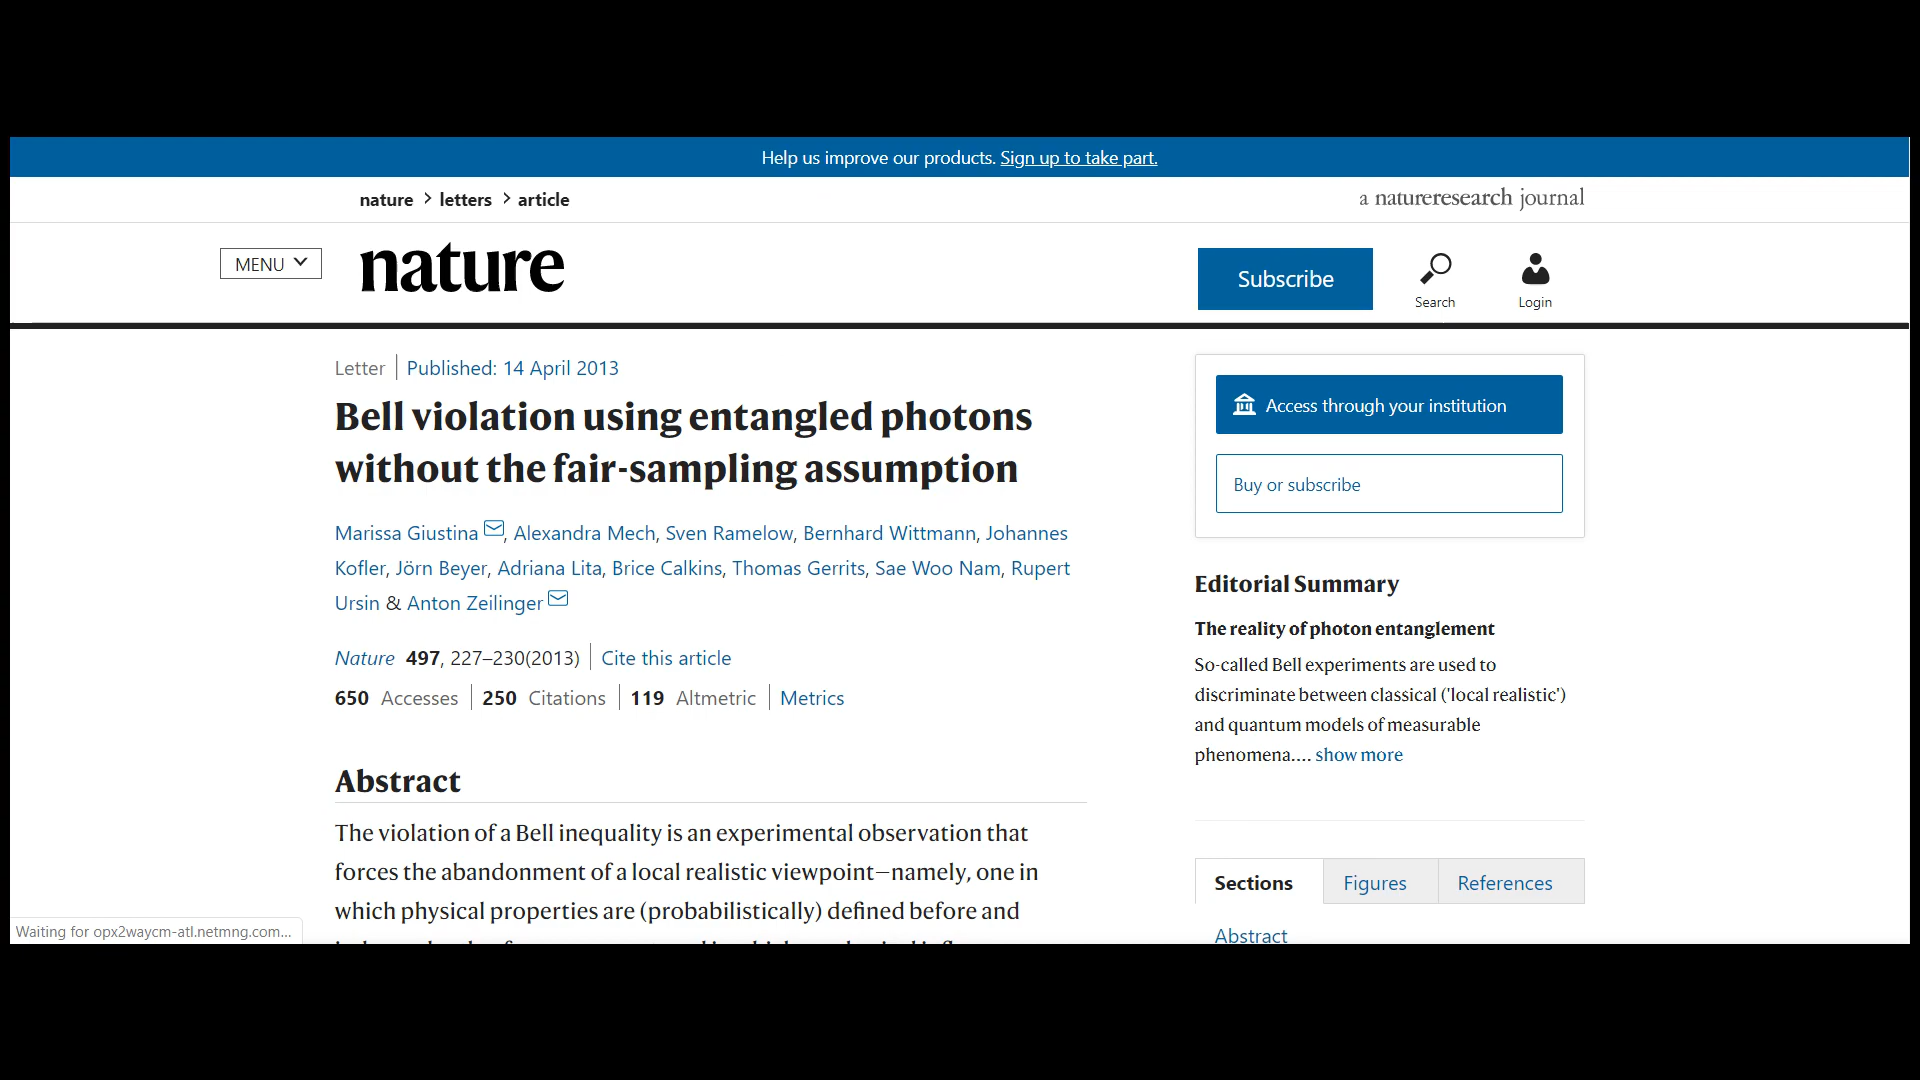 Help us improve our products. Sign up to take part.
nature > letters > article
a natureresearch journal
MENU
nature
Subscribe
Search
Login
Letter | Published: 14 April 2013
Bell violation using entangled photons
without the fair-sampling assumption
Marissa Giustina, Alexandra Mech, Sven Ramelow, Bernhard Wittmann, Johannes
Kofler, Jörn Beyer, Adriana Lita, Brice Calkins, Thomas Gerrits, Sae Woo Nam, Rupert
Ursin & Anton Zeilinger
Nature 497, 227–230(2013) | Cite this article
650 Accesses | 250 Citations | 119 Altmetric | Metrics
Abstract
The violation of a Bell inequality is an experimental observation that
forces the abandonment of a local realistic viewpoint—namely, one in
which physical properties are (probabilistically) defined before and
Access through your institution
Buy or subscribe
Editorial Summary
The reality of photon entanglement
So-called Bell experiments are used to
discriminate between classical ('local realistic')
and quantum models of measurable
phenomena.... show more
Sections
Figures
References
Abstract
Waiting for opx2waycm-atl.netmng.com...